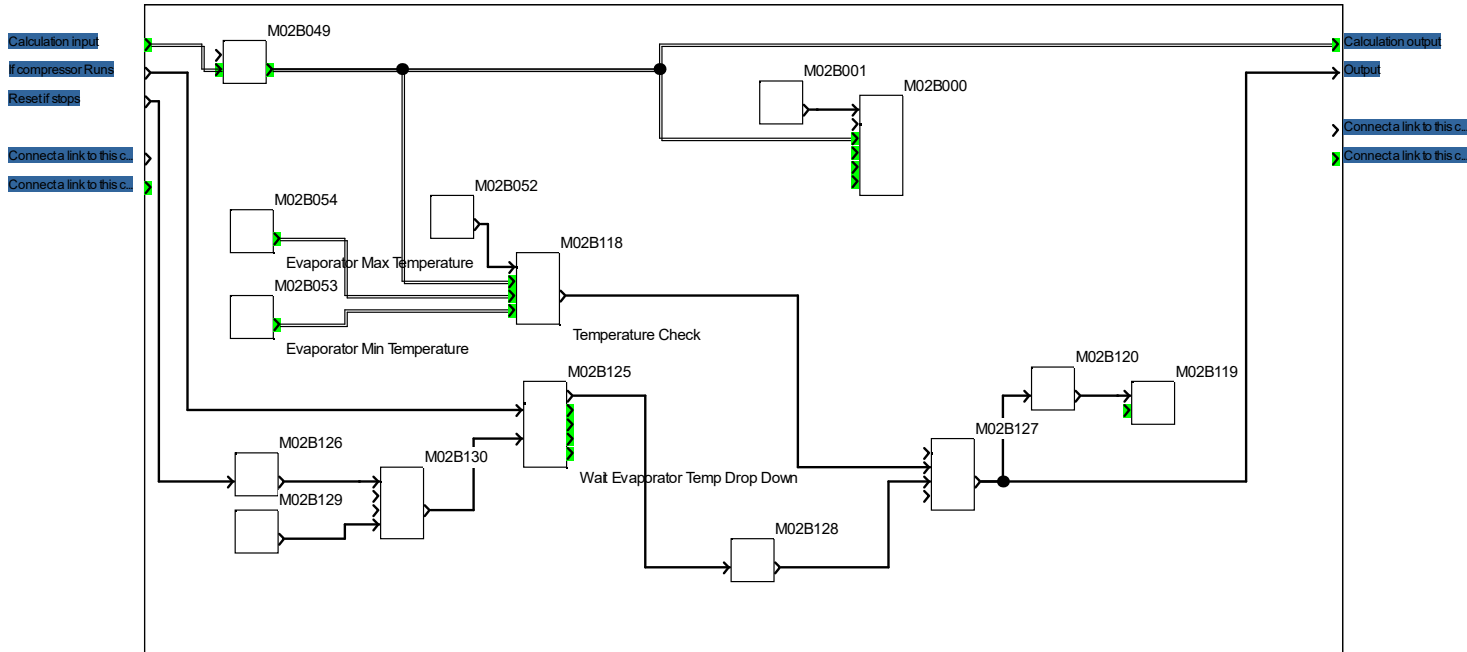 M02B049
Calculation input
Calculation output
If compressor Runs
Output
M02B001
M02B000
Reset if stops
Connect a link to this c...
Connect a link to this c...
Connect a link to this c...
Connect a link to this c...
M02B052
M02B054
M02B118
Evaporator Max Temperature
M02B053
Temperature Check
Evaporator Min Temperature
M02B120
M02B119
M02B125
M02B127
M02B126
M02B130
Wait Evaporator Temp Drop Down
M02B129
M02B128